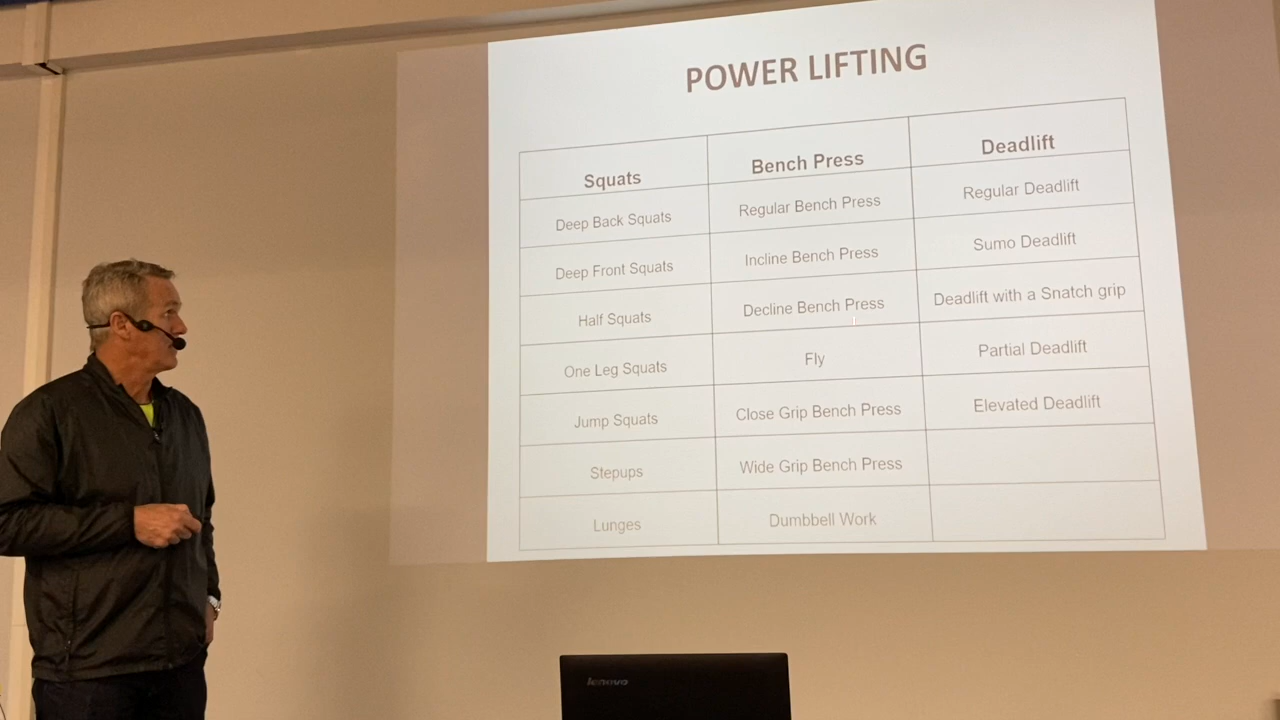 POWER LIFTING
Squats Bench Press Deadlift
Deep Back Squats Regular Bench Press Regular Deadlift
Deep Front Squats Incline Bench Press Sumo Deadlift
Half Squats Decline Bench Press Deadlift with a Snatch grip
One Leg Squats Fly Partial Deadlift
Jump Squats Close Grip Bench Press Elevated Deadlift
Stepups Wide Grip Bench Press
Lunges Dumbbell Work
lenovo